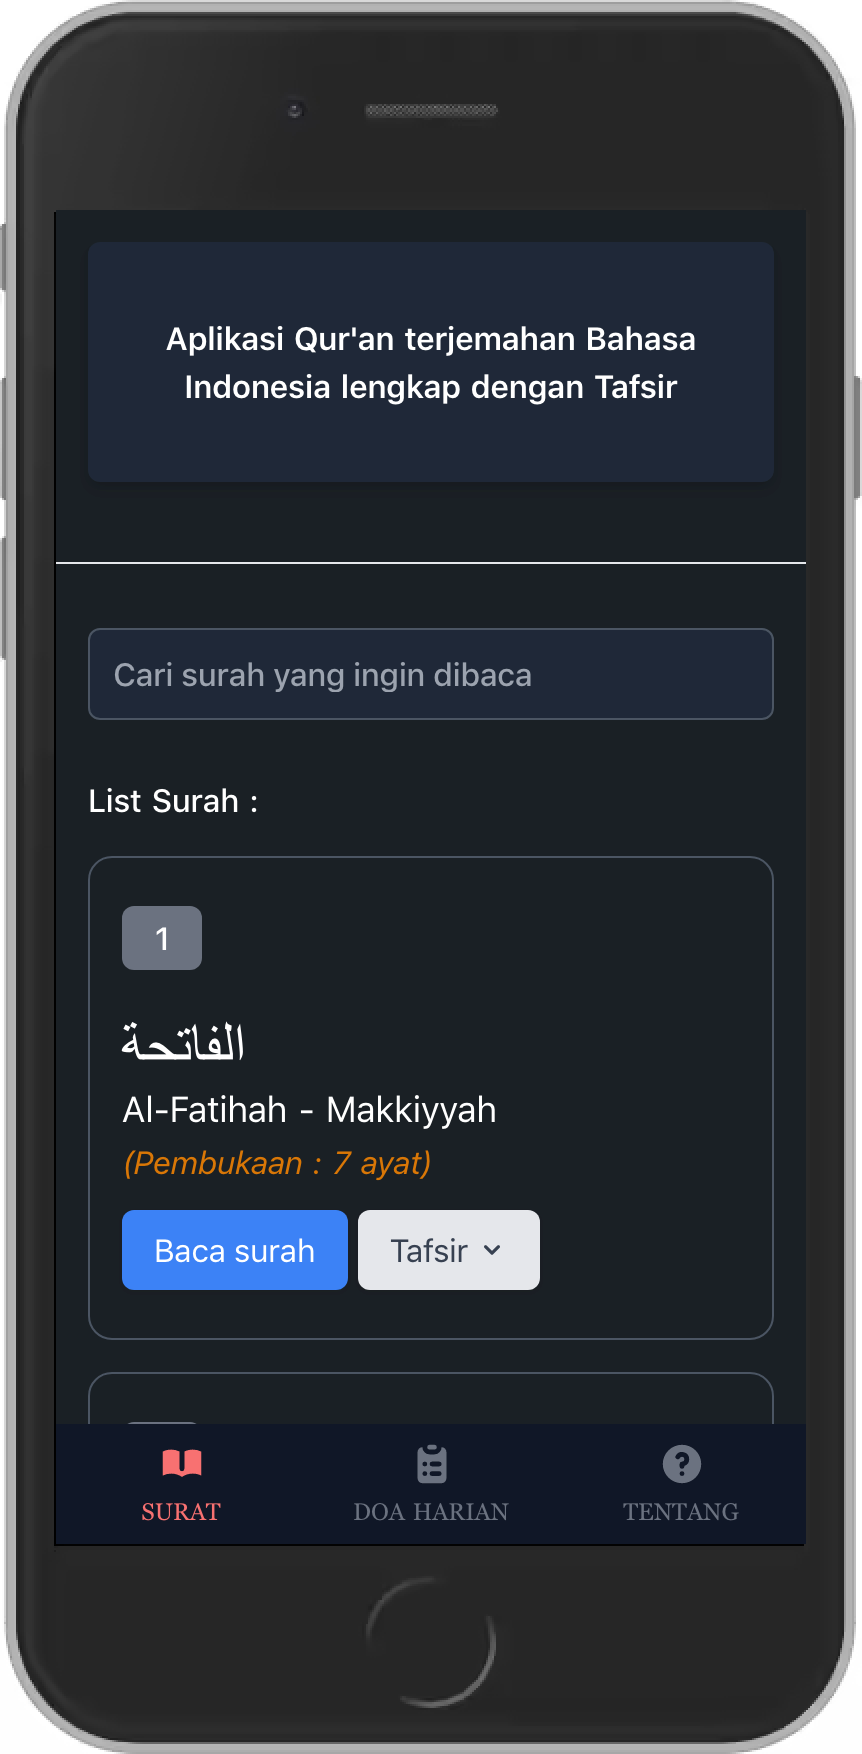 Aplikasi Qur'an terjemahan Bahasa
Indonesia lengkap dengan Tafsir
Cari surah yang ingin dibaca
List Surah :
1
الفاتحة
Al-Fatihah - Makkiyyah
(Pembukaan : 7 ayat)
Baca surah
Tafsir
SURAT
DOA HARIAN
TENTANG